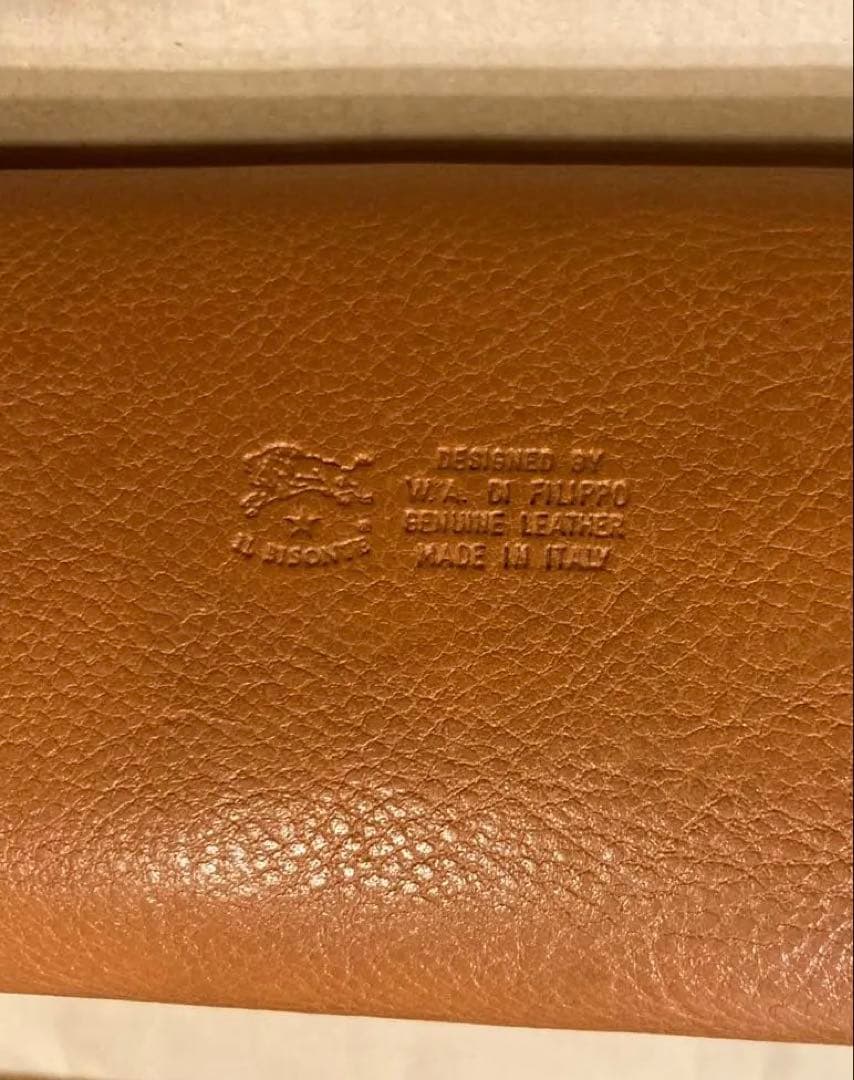 IL BISONTE
DESIGNED BY
W.A. DI FILIPPO
GENUINE LEATHER
MADE IN ITALY